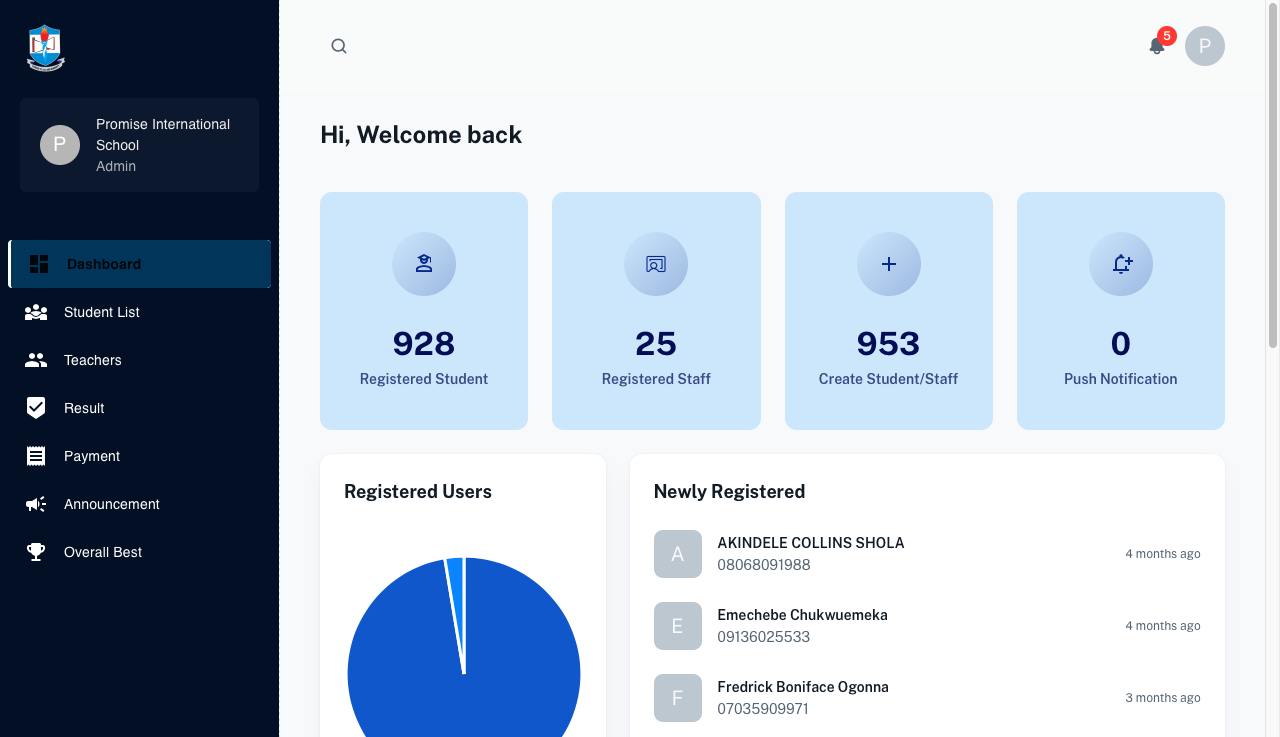 P
Promise International
School
Admin
Dashboard
Student List
Teachers
Result
Payment
Announcement
Overall Best
5
P
Hi, Welcome back
928
Registered Student
25
Registered Staff
953
Create Student/Staff
0
Push Notification
Registered Users
Newly Registered
A
AKINDELE COLLINS SHOLA
08068091988
4 months ago
E
Emechebe Chukwuemeka
09136025533
4 months ago
F
Fredrick Boniface Ogonna
07035909971
3 months ago